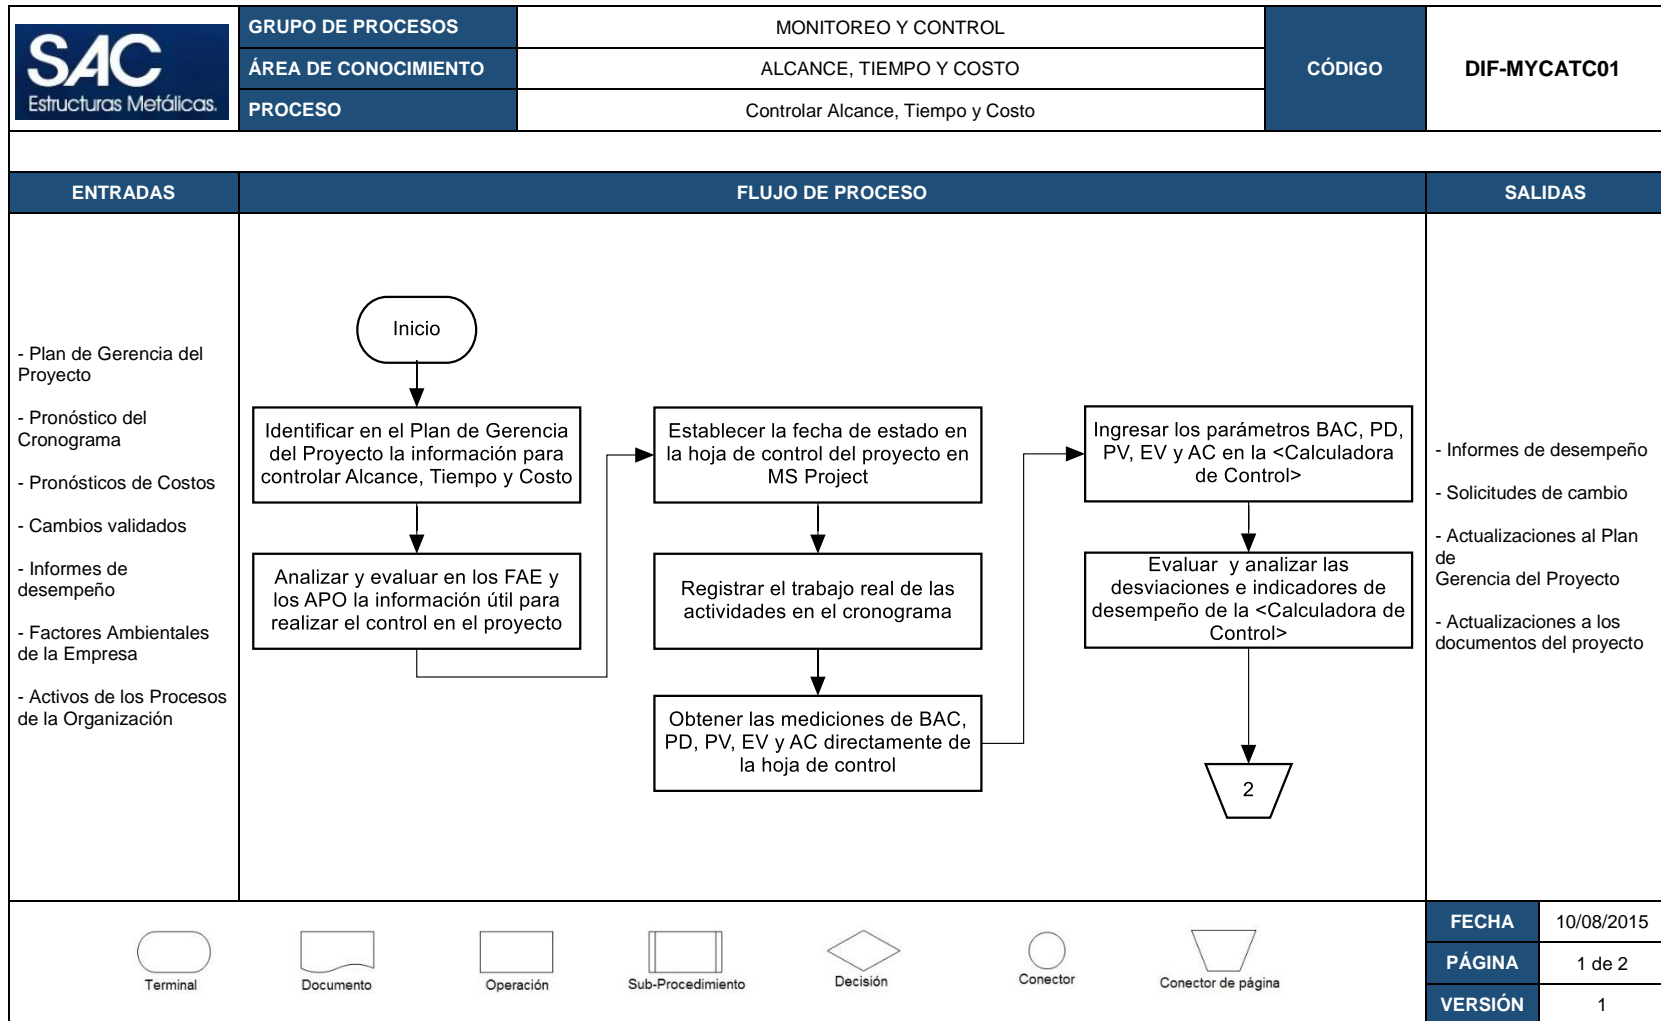 SAC
Estructuras Metálicas.
GRUPO DE PROCESOS
MONITOREO Y CONTROL
ÁREA DE CONOCIMIENTO
ALCANCE, TIEMPO Y COSTO
PROCESO
Controlar Alcance, Tiempo y Costo
CÓDIGO
DIF-MYCATC01
ENTRADAS
FLUJO DE PROCESO
SALIDAS
- Plan de Gerencia del
Proyecto
- Pronóstico del
Cronograma
- Pronósticos de Costos
- Cambios validados
- Informes de
desempeño
- Factores Ambientales
de la Empresa
- Activos de los Procesos
de la Organización
Inicio
Identificar en el Plan de Gerencia
del Proyecto la información para
controlar Alcance, Tiempo y Costo
Analizar y evaluar en los FAE y
los APO la información útil para
realizar el control en el proyecto
Establecer la fecha de estado en
la hoja de control del proyecto en
MS Project
Registrar el trabajo real de las
actividades en el cronograma
Obtener las mediciones de BAC,
PD, PV, EV y AC directamente de
la hoja de control
Ingresar los parámetros BAC, PD,
PV, EV y AC en la <Calculadora
de Control>
Evaluar y analizar las
desviaciones e indicadores de
desempeño de la <Calculadora de
Control>
2
- Informes de desempeño
- Solicitudes de cambio
- Actualizaciones al Plan
de
Gerencia del Proyecto
- Actualizaciones a los
documentos del proyecto
Terminal
Documento
Operación
Sub-Procedimiento
Decisión
Conector
Conector de página
FECHA
10/08/2015
PÁGINA
1 de 2
VERSIÓN
1